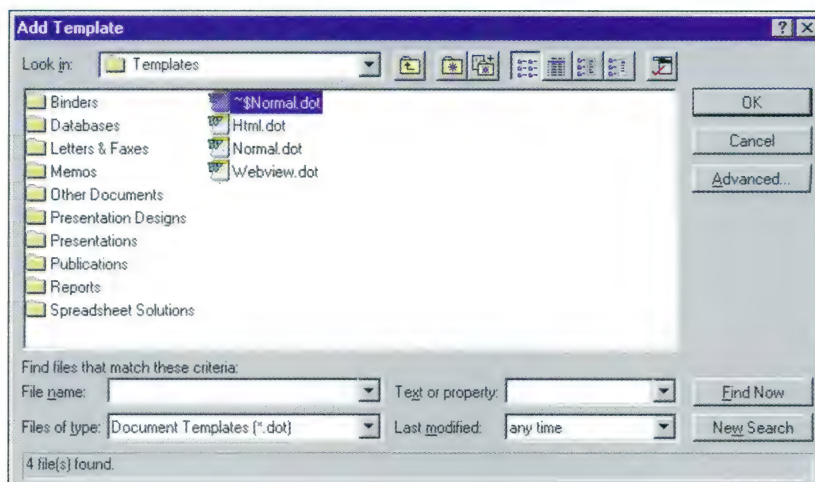 Add Template
Look in: Templates
Binders
Databases
Letters & Faxes
Memos
Other Documents
Presentation Designs
Presentations
Publications
Reports
Spreadsheet Solutions
~$Normal.dot
Html.dot
Normal.dot
Webview.dot
OK
Cancel
Advanced...
Find files that match these criteria:
File name:
Text or property:
Find Now
Files of type: Document Templates (*.dot)
Last modified: any time
New Search
4 file(s) found.